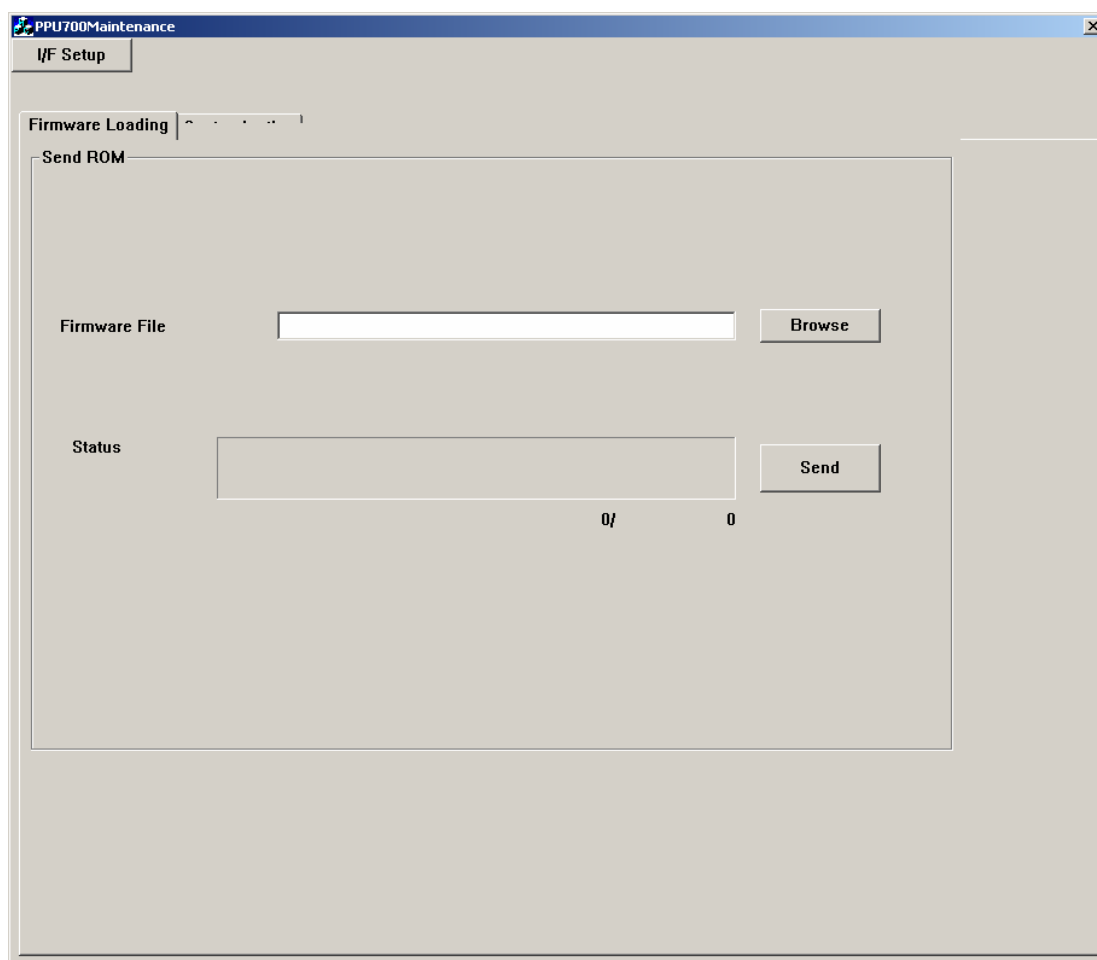 PPU700Maintenance
I/F Setup
Firmware Loading
Send ROM
Firmware File
Browse
Status
Send
0/ 0